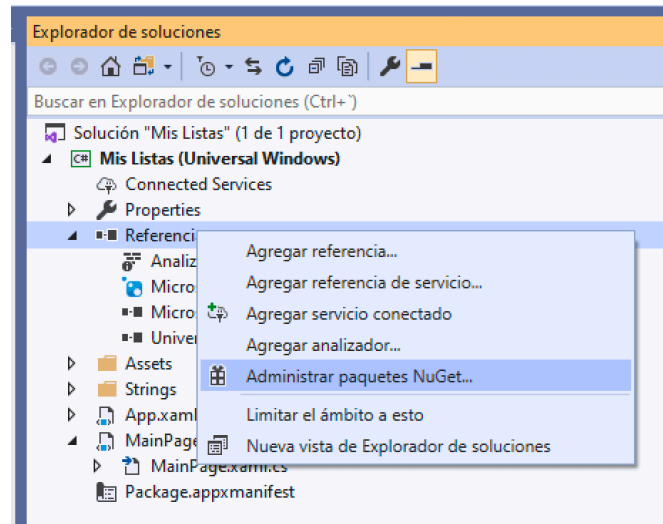 Explorador de soluciones
Buscar en Explorador de soluciones (Ctrl+`)
Solución "Mis Listas" (1 de 1 proyecto)
C# Mis Listas (Universal Windows)
Connected Services
Properties
Referenci
Agregar referencia...
Analiz
Agregar referencia de servicio...
Micro
Agregar servicio conectado
Micro
Agregar analizador...
Univer
Administrar paquetes NuGet...
Assets
Strings
Limitar el ámbito a esto
App.xaml
Nueva vista de Explorador de soluciones
MainPage
MainPage.xaml.cs
Package.appxmanifest